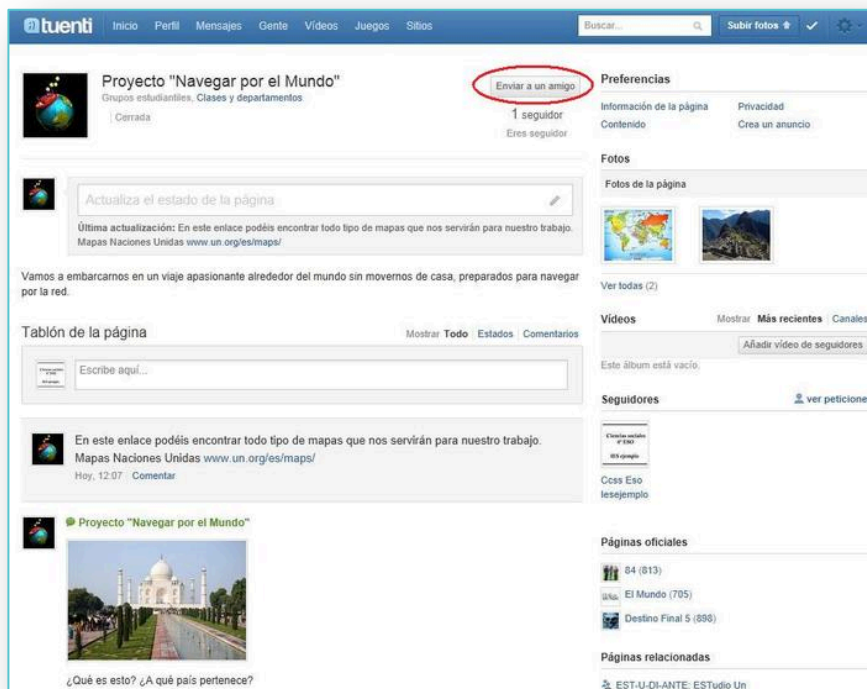 tuenti Inicio Perfil Mensajes Gente Vídeos Juegos Sitios Buscar... Subir fotos
Proyecto "Navegar por el Mundo"
Grupos estudiantiles, Clases y departamentos
Cerrada
Enviar a un amigo
1 seguidor
Eres seguidor
Actualiza el estado de la página
Última actualización: En este enlace podéis encontrar todo tipo de mapas que nos servirán para nuestro trabajo.
Mapas Naciones Unidas www.un.org/es/maps/
Vamos a embarcarnos en un viaje apasionante alrededor del mundo sin movernos de casa, preparados para navegar
por la red.
Tablón de la página
Mostrar Todo Estados Comentarios
Escribe aquí...
En este enlace podéis encontrar todo tipo de mapas que nos servirán para nuestro trabajo.
Mapas Naciones Unidas www.un.org/es/maps/
Hoy, 12:07 Comentar
Proyecto "Navegar por el Mundo"
¿Qué es esto? ¿A qué país pertenece?
Preferencias
Información de la página Privacidad
Contenido Crea un anuncio
Fotos
Fotos de la página
Ver todas (2)
Vídeos Mostrar Más recientes Canales
Añadir vídeo de seguidores
Este álbum está vacío.
Seguidores ver peticione
Ciencias sociales
4º ESO
IES ejemplo
Ccss Eso
Iesejemplo
Páginas oficiales
84 (813)
El Mundo (705)
Destino Final 5 (898)
Páginas relacionadas
EST-U-DI-ANTE: ESTudio Un